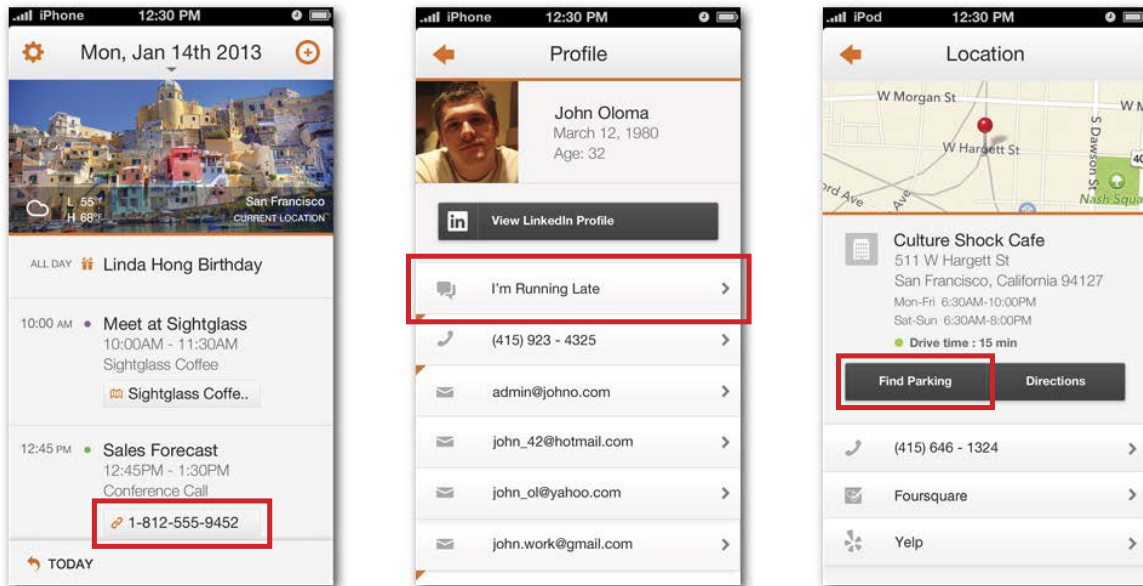 iPhone 12:30 PM
Mon, Jan 14th 2013
L 55°
H 68°F
San Francisco
CURRENT LOCATION
ALL DAY Linda Hong Birthday
10:00 AM Meet at Sightglass
10:00AM - 11:30AM
Sightglass Coffee
Sightglass Coffe..
12:45 PM Sales Forecast
12:45PM - 1:30PM
Conference Call
1-812-555-9452
TODAY
iPhone 12:30 PM
Profile
John Oloma
March 12, 1980
Age: 32
in View LinkedIn Profile
I'm Running Late
(415) 923 - 4325
admin@johno.com
john_42@hotmail.com
john_ol@yahoo.com
john.work@gmail.com
iPod 12:30 PM
Location
W Morgan St
W M
W Hargett St
S Dawson St
40
ord Ave
Ave
Nash Squa
Culture Shock Cafe
511 W Hargett St
San Francisco, California 94127
Mon-Fri 6:30AM-10:00PM
Sat-Sun 6:30AM-8:00PM
Drive time : 15 min
Find Parking Directions
(415) 646 - 1324
Foursquare
Yelp